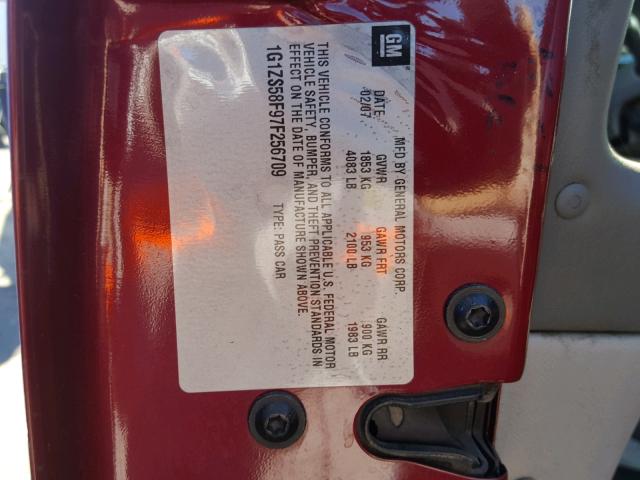 GM
MFD BY GENERAL MOTORS CORP.
DATE GVWR GAWR FRT GAWR RR
02/07 1853 KG 953 KG 900 KG
4083 LB 2100 LB 1983 LB
THIS VEHICLE CONFORMS TO ALL APPLICABLE U.S. FEDERAL MOTOR
VEHICLE SAFETY, BUMPER, AND THEFT PREVENTION STANDARDS IN
EFFECT ON THE DATE OF MANUFACTURE SHOWN ABOVE.
1G1ZS58F97F256709 TYPE: PASS CAR